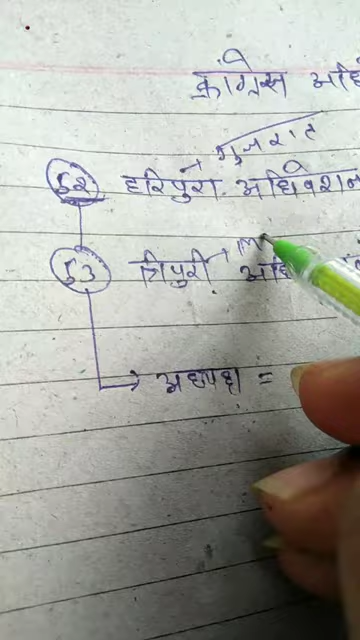 कांग्रेस अधि
गुजरात
52 हरिपुरा अधिवेशन
53 त्रिपुरी M अधि
अध्यक्ष =